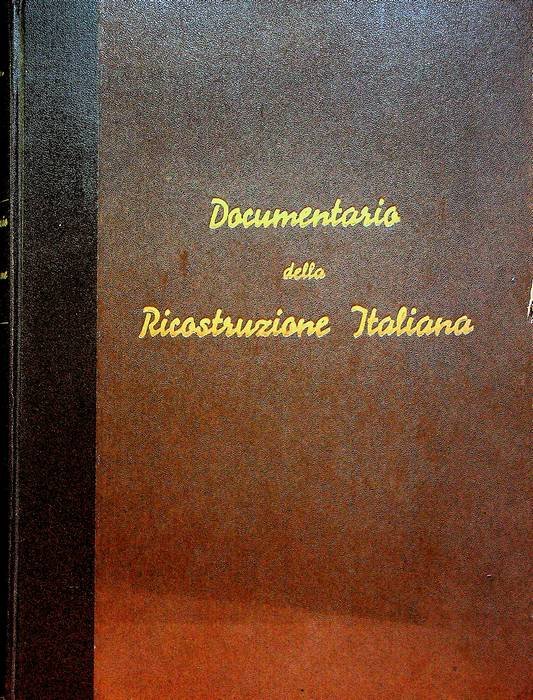 Documentario
della
Ricostruzione Italiana